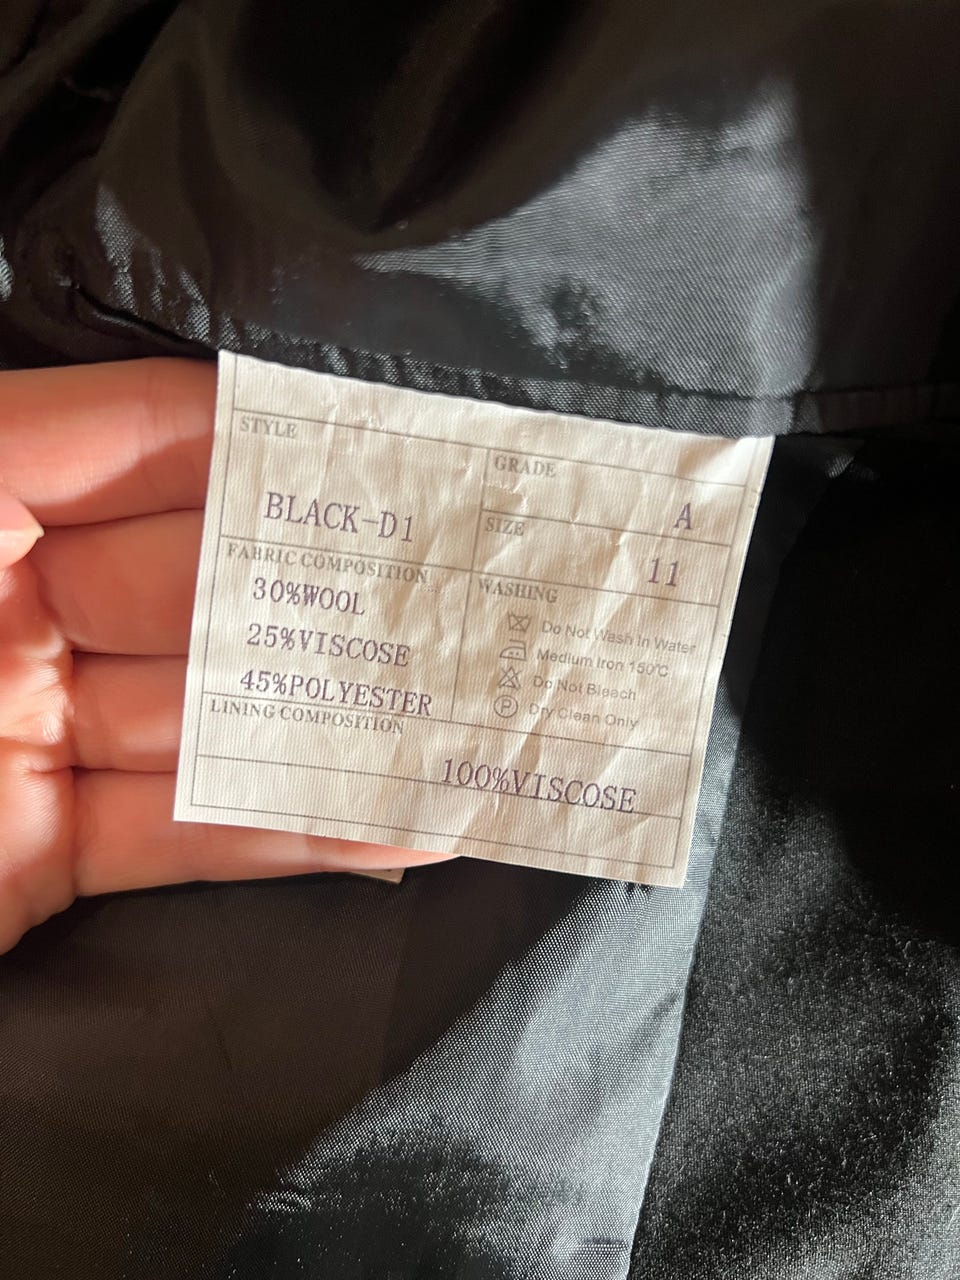 STYLE
BLACK-D1
GRADE
A
SIZE
11
FABRIC COMPOSITION
30%WOOL
25%VISCOSE
45%POLYESTER
WASHING
Do Not Wash In Water
Medium Iron 150℃
Do Not Bleach
P Dry Clean Only
LINING COMPOSITION
100%VISCOSE